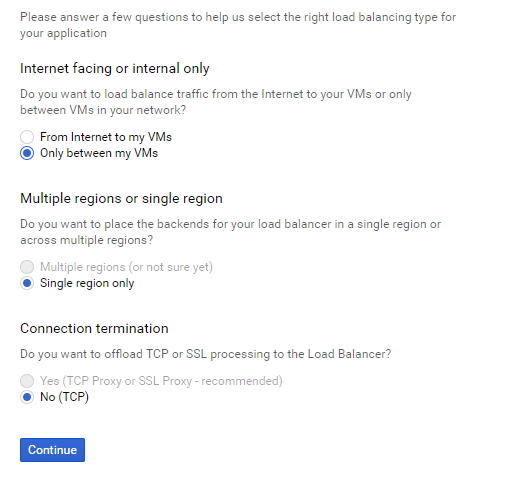 Please answer a few questions to help us select the right load balancing type for
your application
Internet facing or internal only
Do you want to load balance traffic from the Internet to your VMs or only
between VMs in your network?
From Internet to my VMs
Only between my VMs
Multiple regions or single region
Do you want to place the backends for your load balancer in a single region or
across multiple regions?
Multiple regions (or not sure yet)
Single region only
Connection termination
Do you want to offload TCP or SSL processing to the Load Balancer?
Yes (TCP Proxy or SSL Proxy - recommended)
No (TCP)
Continue